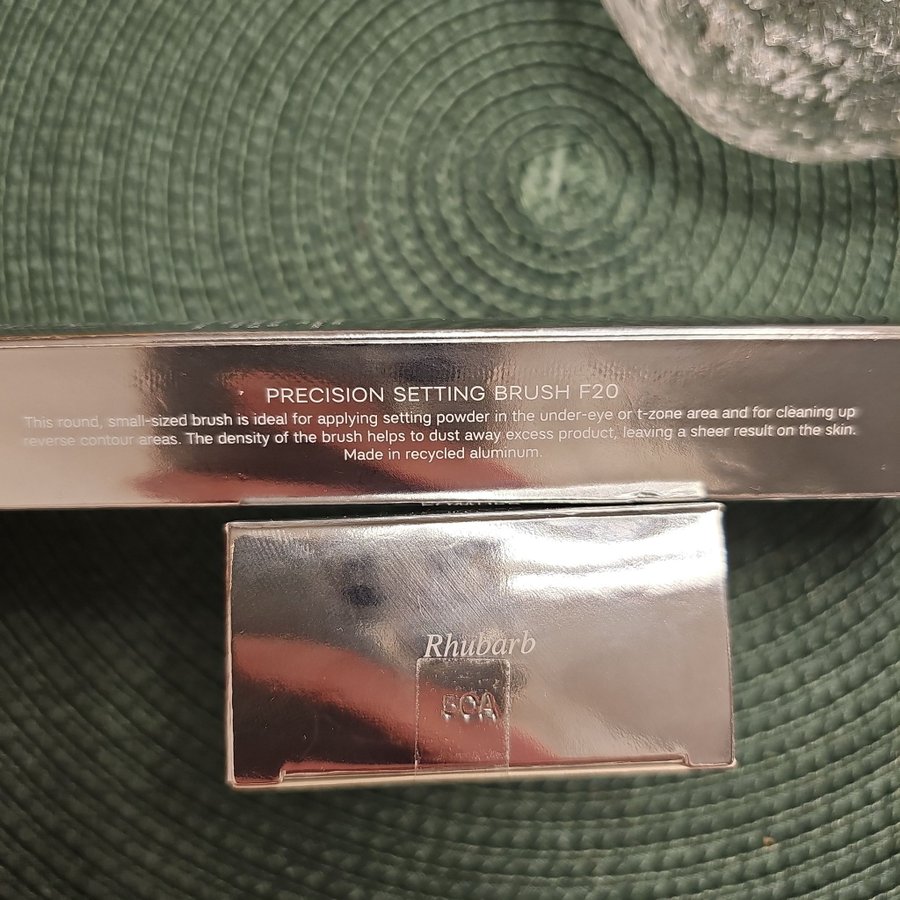 PRECISION SETTING BRUSH F20
This round, small-sized brush is ideal for applying setting powder in the under-eye or t-zone area and for cleaning up
reverse contour areas. The density of the brush helps to dust away excess product, leaving a sheer result on the skin.
Made in recycled aluminum.
Rhubarb
50A